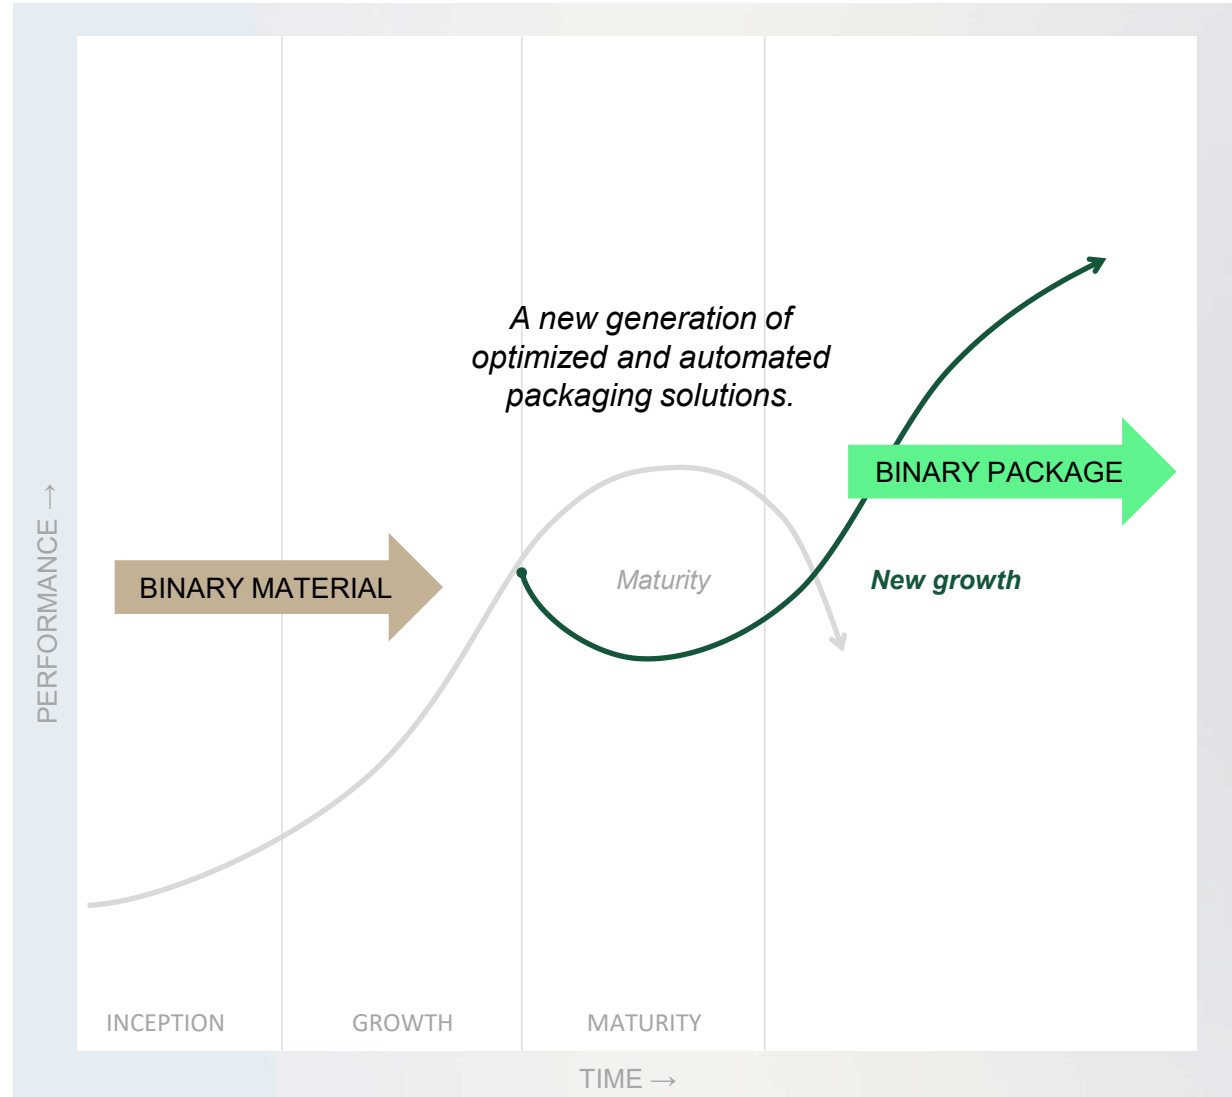 A new generation of
optimized and automated
packaging solutions.
BINARY PACKAGE
BINARY MATERIAL
Maturity
New growth
PERFORMANCE →
INCEPTION
GROWTH
MATURITY
TIME →